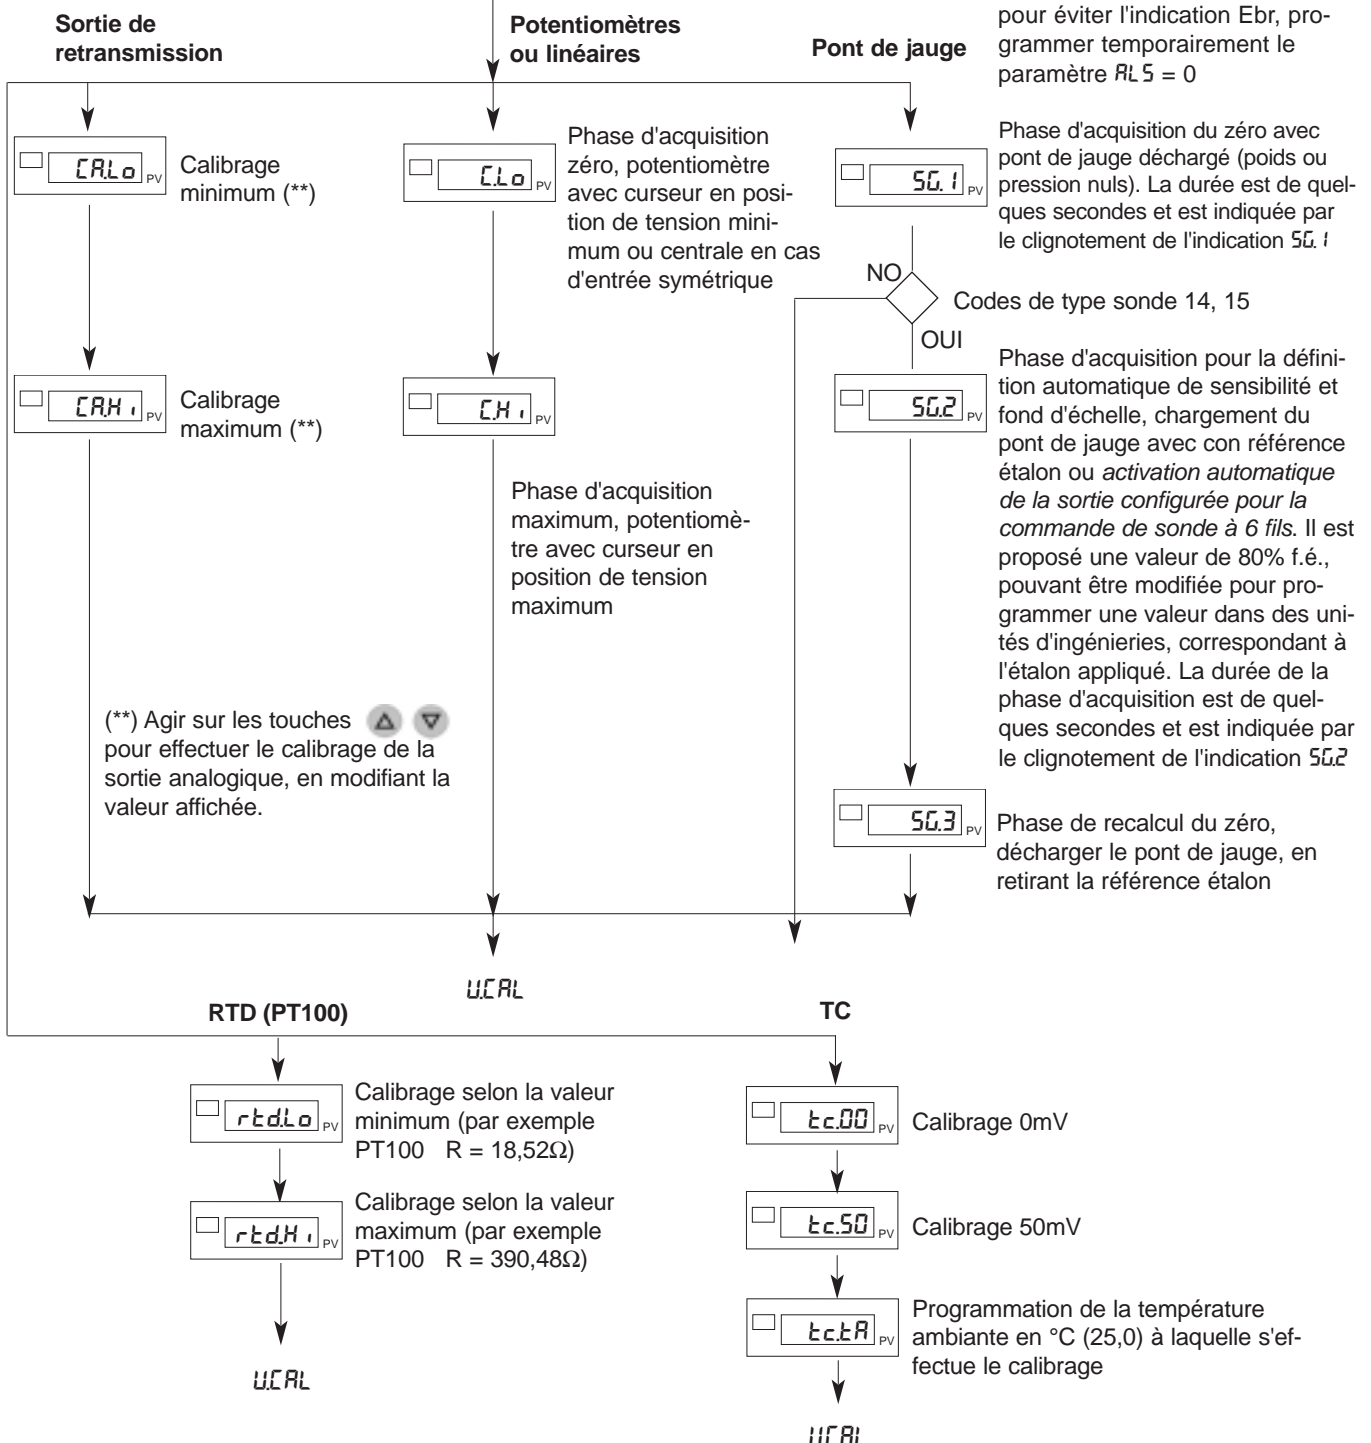 Sortie de
retransmission
Potentiomètres
ou linéaires
Pont de jauge
pour éviter l'indication Ebr, pro-
grammer temporairement le
paramètre AL S = 0
CA.Lo PV
Calibrage
minimum (**)
C.Lo PV
Phase d'acquisition
zéro, potentiomètre
avec curseur en posi-
tion de tension mini-
mum ou centrale en cas
d'entrée symétrique
SG. 1 PV
Phase d'acquisition du zéro avec
pont de jauge déchargé (poids ou
pression nuls). La durée est de quel-
ques secondes et est indiquée par
le clignotement de l'indication SG. 1
NO
Codes de type sonde 14, 15
OUI
CA.Hi PV
Calibrage
maximum (**)
C.Hi PV
Phase d'acquisition
maximum, potentiomè-
tre avec curseur en
position de tension
maximum
SG.2 PV
Phase d'acquisition pour la défini-
tion automatique de sensibilité et
fond d'échelle, chargement du
pont de jauge avec con référence
étalon ou activation automatique
de la sortie configurée pour la
commande de sonde à 6 fils. Il est
proposé une valeur de 80% f.é.,
pouvant être modifiée pour pro-
grammer une valeur dans des uni-
tés d'ingénieries, correspondant à
l'étalon appliqué. La durée de la
phase d'acquisition est de quel-
ques secondes et est indiquée par
le clignotement de l'indication SG.2
(**) Agir sur les touches
pour effectuer le calibrage de la
sortie analogique, en modifiant la
valeur affichée.
SG.3 PV
Phase de recalcul du zéro,
décharger le pont de jauge, en
retirant la référence étalon
U.CAL
RTD (PT100)
TC
rtd.Lo PV
Calibrage selon la valeur
minimum (par exemple
PT100 R = 18,52Ω)
rtd.Hi PV
Calibrage selon la valeur
maximum (par exemple
PT100 R = 390,48Ω)
U.CAL
tc.00 PV
Calibrage 0mV
tc.50 PV
Calibrage 50mV
tc.tA PV
Programmation de la température
ambiante en °C (25,0) à laquelle s'ef-
fectue le calibrage
U.CAL